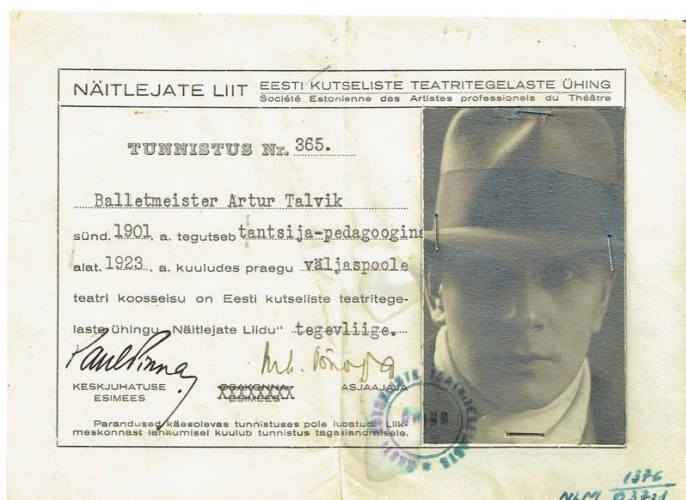 NÄITLEJATE LIIT
EESTI KUTSELISTE TEATRITEGELASTE ÜHING
Société Estonienne des Artistes professionels du Théâtre
TUNNISTUS Nr. 365.
Balletmeister Artur Talvik
sünd. 1901. a. tegutseb tantsija-pedagoogina
alat. 1923. a. kuuludes praegu väljaspoole
teatri koosseisu on Eesti kutseliste teatritege-
laste ühingu „Näitlejate Liidu" tegevliige.
Paul Pinna
KESKJUHATUSE ESIMEES
OSAKONNA ESIMEES
ASJAAJAJA
Parandused käesolevas tunnistuses pole lubatud. Liik-
meskonnast lahkumisel kuulub tunnistus tagasiandmisele.
1376